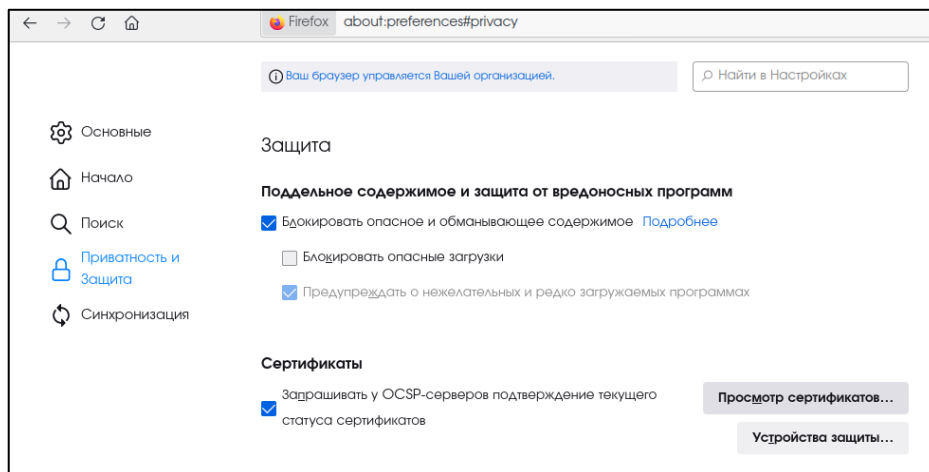 Firefox about:preferences#privacy
Ваш браузер управляется Вашей организацией.
Найти в Настройках
Основные
Начало
Поиск
Приватность и
Защита
Синхронизация
Защита
Поддельное содержимое и защита от вредоносных программ
Блокировать опасное и обманывающее содержимое Подробнее
Блокировать опасные загрузки
Предупреждать о нежелательных и редко загружаемых программах
Сертификаты
Запрашивать у OCSP-серверов подтверждение текущего
статуса сертификатов
Просмотр сертификатов...
Устройства защиты...